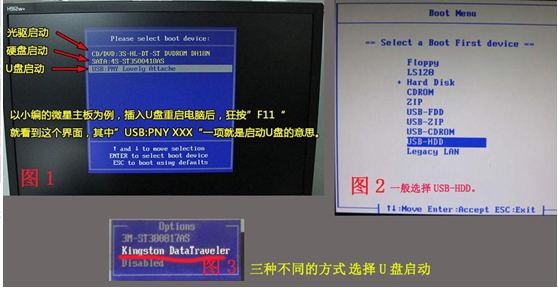 H92W+
光驱启动
硬盘启动
U盘启动
Please select boot device:
CD/DVD:3S-HL-DT-ST DVDROM DH18N
SATA:4S-ST3500418AS
USB:PNY Lovely Attache
以小编的微星主板为例，插入U盘重启电脑后，狂按”F11 “
就看到这个界面，其中”USB:PNY XXX“一项就是启动U盘的意思。
↑ and ↓ to move selection
ENTER to select boot device
ESC to boot using defaults
图 1
Boot Menu
== Select a Boot First device ==
Floppy
LS120
+ Hard Disk
CDROM
ZIP
USB-FDD
USB-ZIP
USB-CDROM
USB-HDD
Legacy LAN
图 2 一般选择 USB-HDD。
↑↓:Move Enter:Accept ESC:Exit
Options
3M-ST380817AS
Kingston DataTraveler
Disabled
图 3
三种不同的方式 选择 U 盘启动